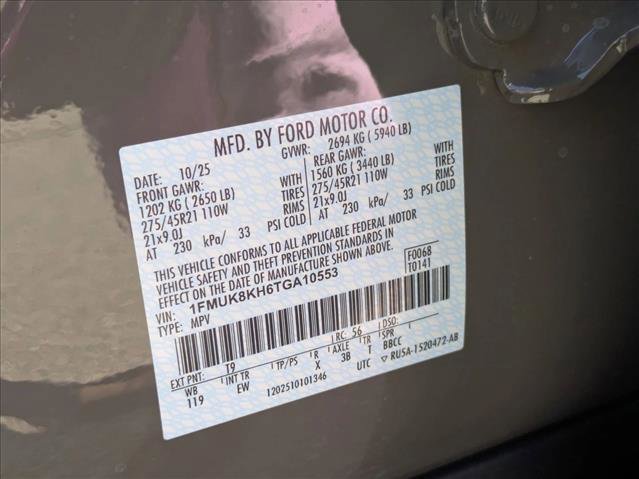 MFD. BY FORD MOTOR CO.
DATE: 10/25 GVWR: 2694 KG ( 5940 LB)
FRONT GAWR: REAR GAWR:
1202 KG ( 2650 LB) WITH 1560 KG ( 3440 LB) WITH
275/45R21 110W TIRES 275/45R21 110W TIRES
21x9.0J RIMS 21x9.0J RIMS
AT 230 kPa/ 33 PSI COLD AT 230 kPa/ 33 PSI COLD
THIS VEHICLE CONFORMS TO ALL APPLICABLE FEDERAL MOTOR
VEHICLE SAFETY AND THEFT PREVENTION STANDARDS IN
EFFECT ON THE DATE OF MANUFACTURE SHOWN ABOVE.
VIN: 1FMUK8KH6TGA10553 F0068
TYPE: MPV T0141
EXT PNT: T9 RC: 56 DSO:
WB INT TR TP/PS R AXLE TR SPR
119 EW X 3B T BBCC
1202510101346 UTC RU5A-1520472-AB